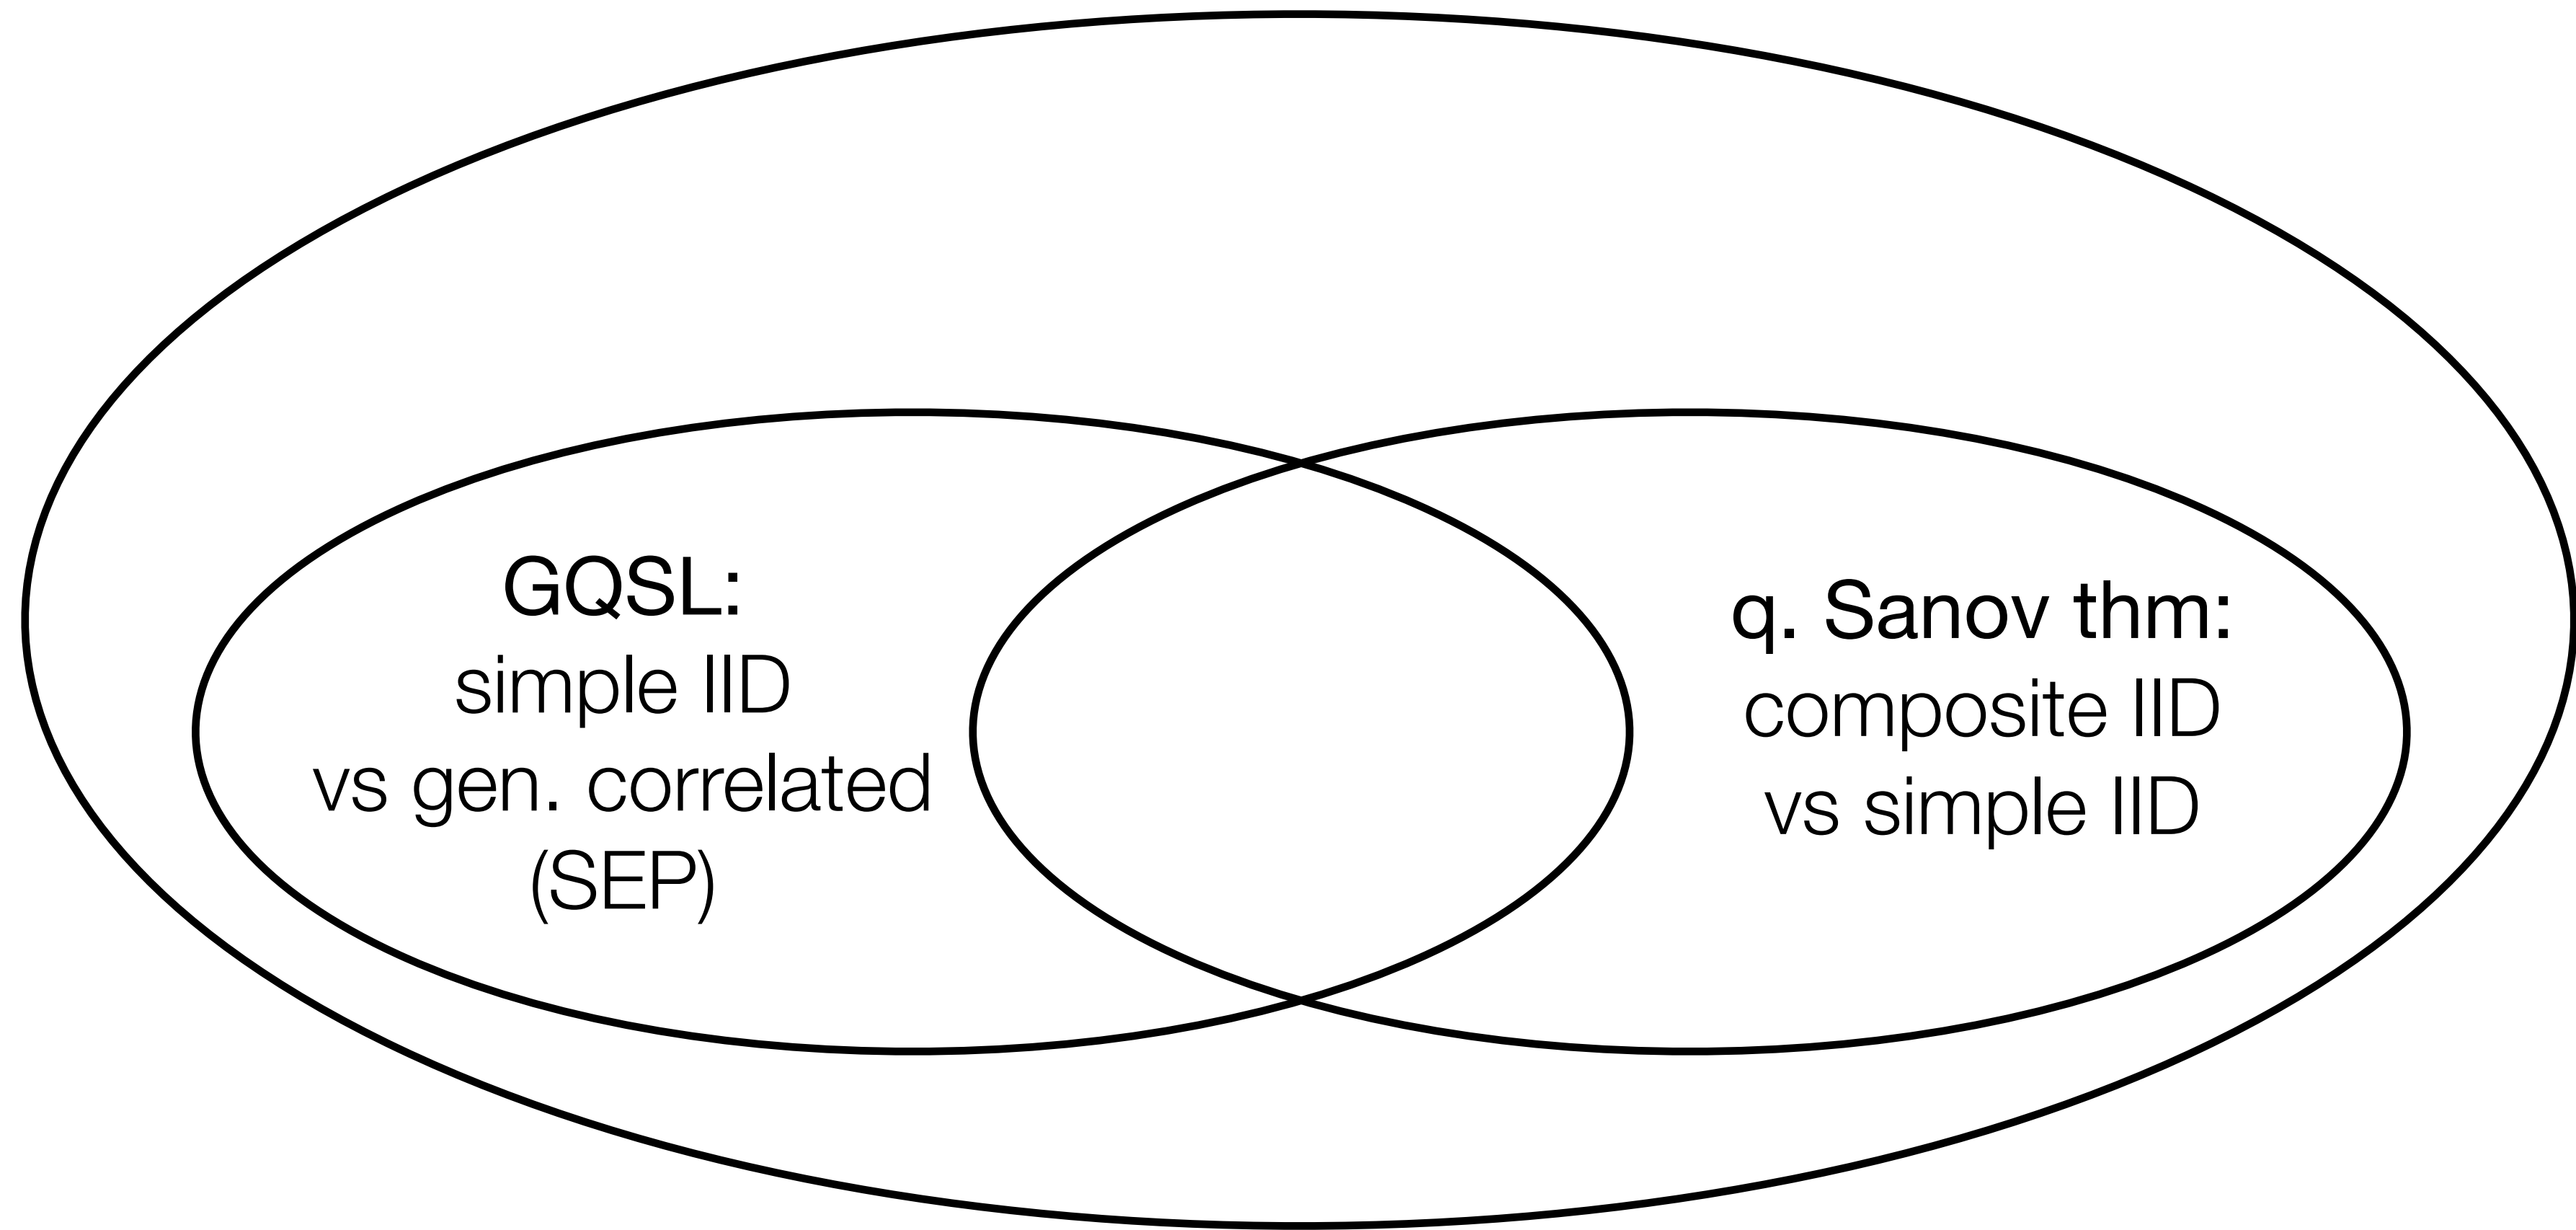 GQSL:
simple IID
vs gen. correlated
(SEP)
q. Sanov thm:
composite IID
vs simple IID